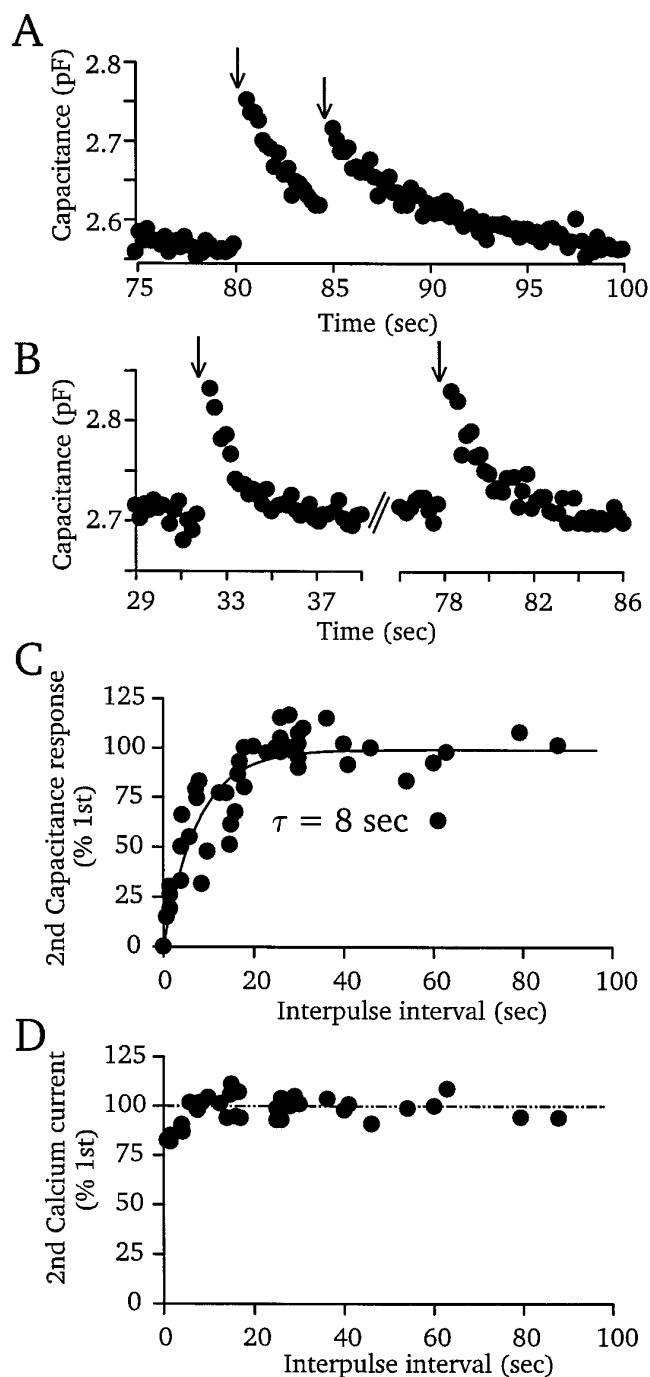 A
Capacitance (pF)
2.8
2.7
2.6
75 80 85 90 95 100
Time (sec)
B
Capacitance (pF)
2.8
2.7
29 33 37 78 82 86
Time (sec) Time (sec)
C
2nd Capacitance response
(% 1st)
125
100
75
50
25
0
τ = 8 sec
0 20 40 60 80 100
Interpulse interval (sec)
D
2nd Calcium current
(% 1st)
125
100
75
50
25
0
0 20 40 60 80 100
Interpulse interval (sec)